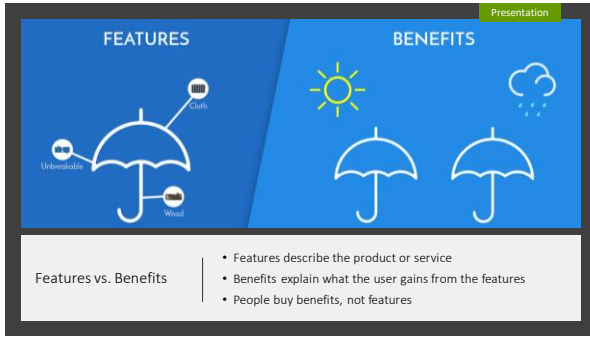 Presentation
FEATURES
BENEFITS
Cloth
Unbreakable
Wood
Features vs. Benefits
• Features describe the product or service
• Benefits explain what the user gains from the features
• People buy benefits, not features